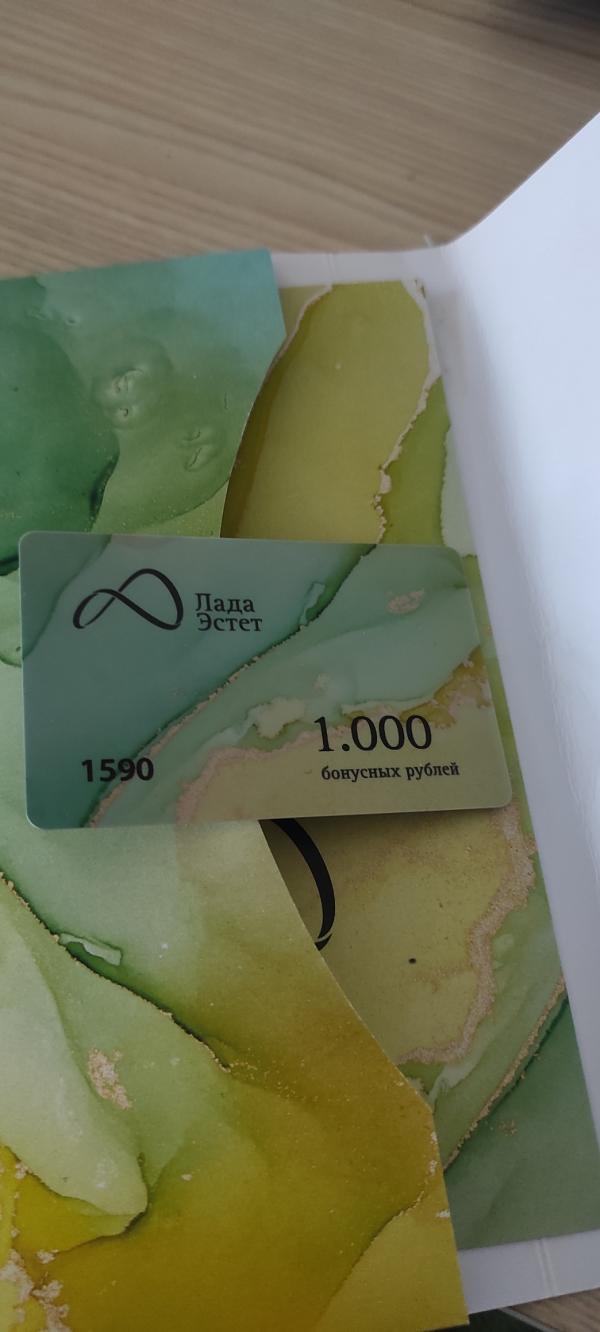 Лада
Эстет
1.000
бонусных рублей
1590